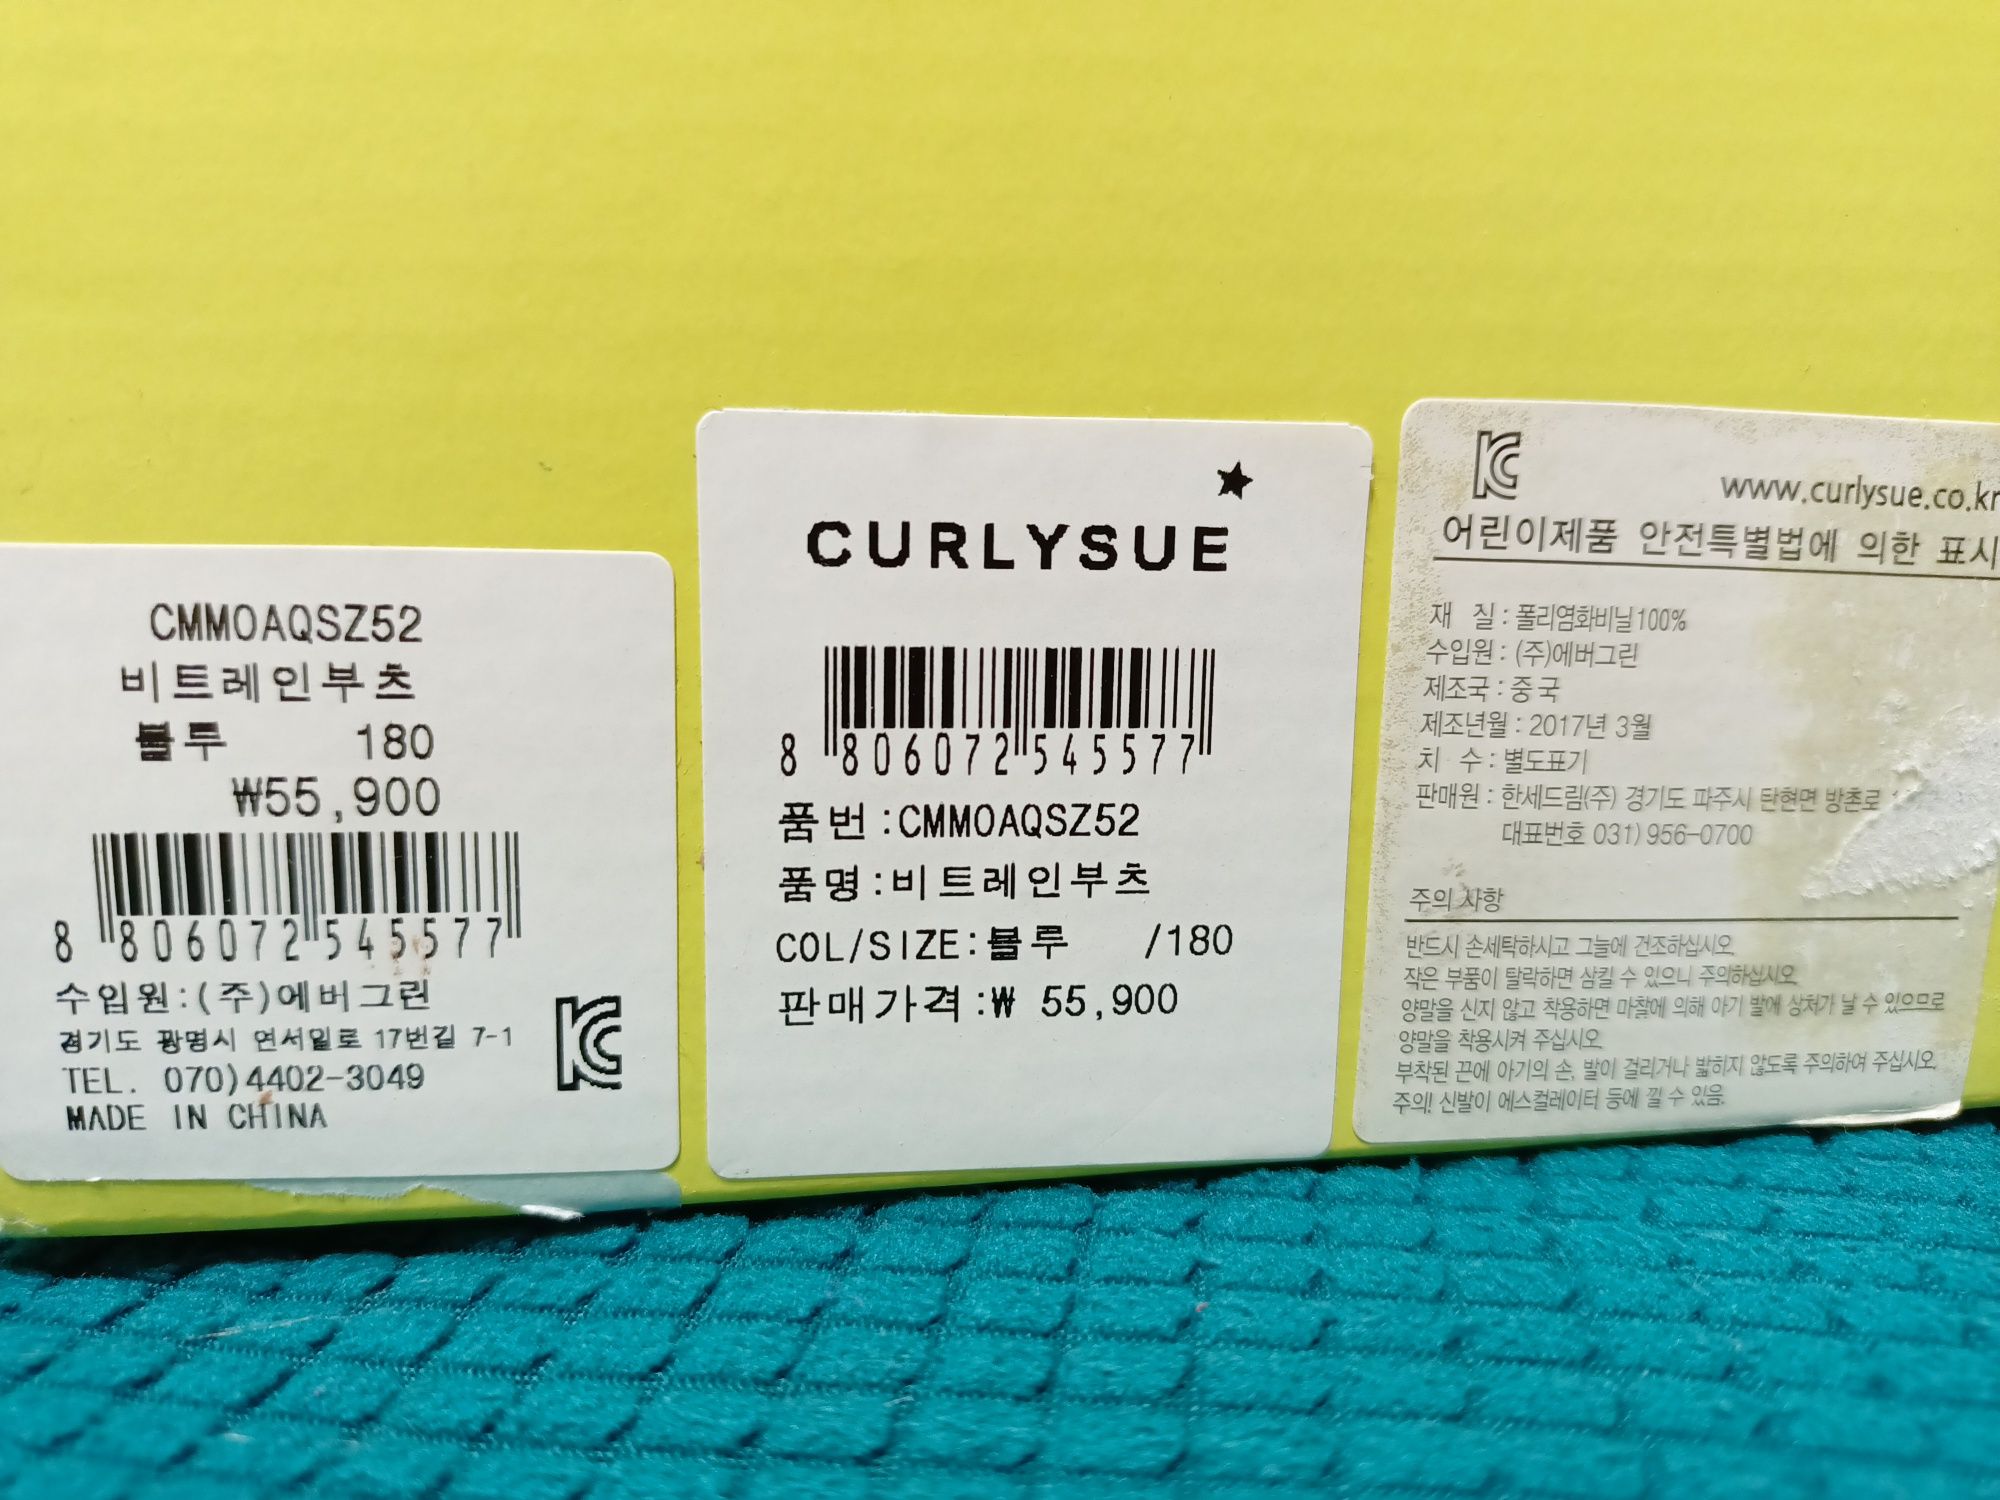 CMMOAQSZ52
비트레인부츠
블루 180
₩55,900
8 806072 545577
수입원:(주)에버그린
경기도 광명시 연서일로 17번길 7-1
TEL. 070)4402-3049
MADE IN CHINA
CURLYSUE
8 806072 545577
품번:CMMOAQSZ52
품명:비트레인부츠
COL/SIZE:블루 /180
판매가격:₩ 55,900
www.curlysue.co.kr
어린이제품 안전특별법에 의한 표시
재 질 : 폴리염화비닐100%
수입원 : (주)에버그린
제조국 : 중국
제조년월 : 2017년 3월
치 수 : 별도표기
판매원 : 한세드림(주) 경기도 파주시 탄현면 방촌로
대표번호 031) 956-0700
주의 사항
반드시 손세탁하시고 그늘에 건조하십시오.
작은 부품이 탈락하면 삼킬 수 있으니 주의하십시오.
양말을 신지 않고 착용하면 마찰에 의해 아기 발에 상처가 날 수 있으므로
양말을 착용시켜 주십시오.
부착된 끈에 아기의 손, 발이 걸리거나 밟히지 않도록 주의하여 주십시오.
주의! 신발이 에스컬레이터 등에 낄 수 있음.